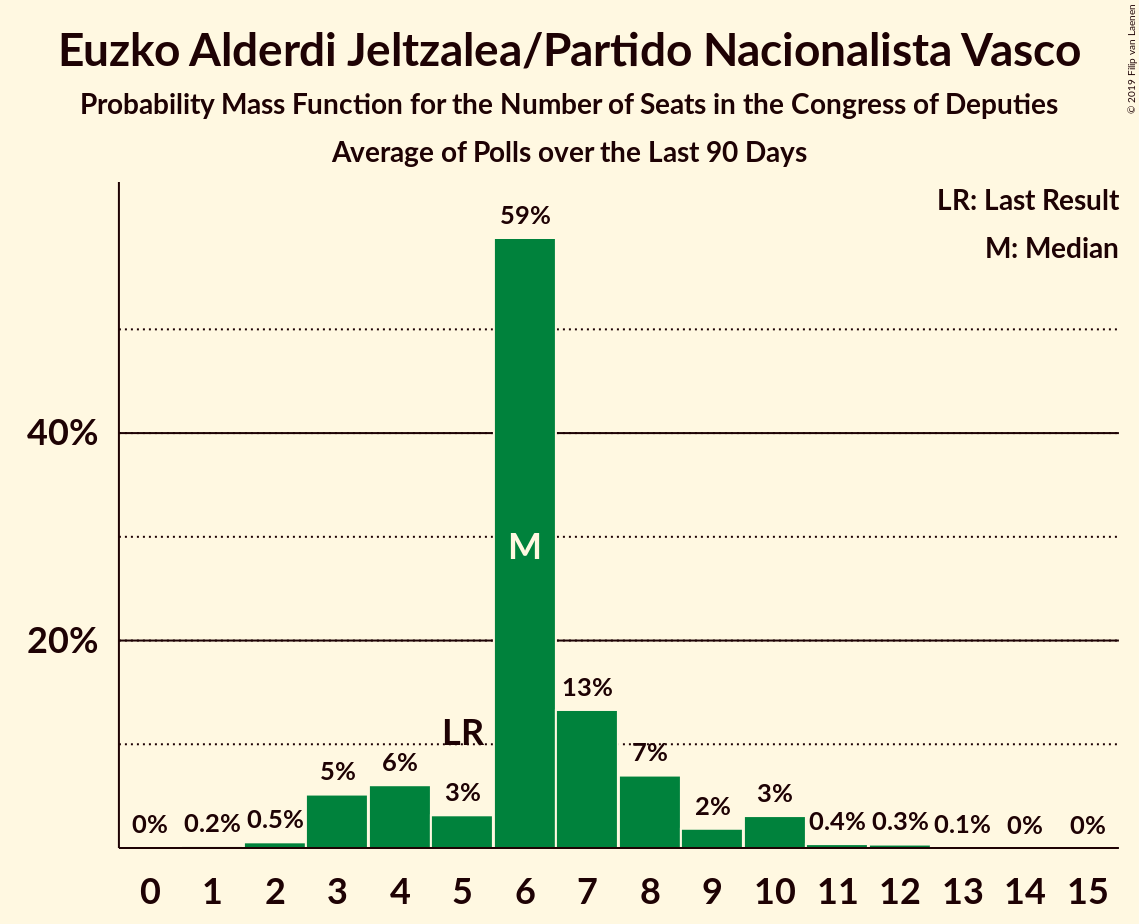 Euzko Alderdi Jeltzalea/Partido Nacionalista Vasco
Probability Mass Function for the Number of Seats in the Congress of Deputies
Average of Polls over the Last 90 Days
© 2019 Filip van Laenen
LR: Last Result
M: Median
59%
40%
M
20%
13%
LR
7%
6%
5%
3%
3%
2%
0% 0.2% 0.5% 0.4% 0.3% 0.1% 0% 0%
0 1 2 3 4 5 6 7 8 9 10 11 12 13 14 15